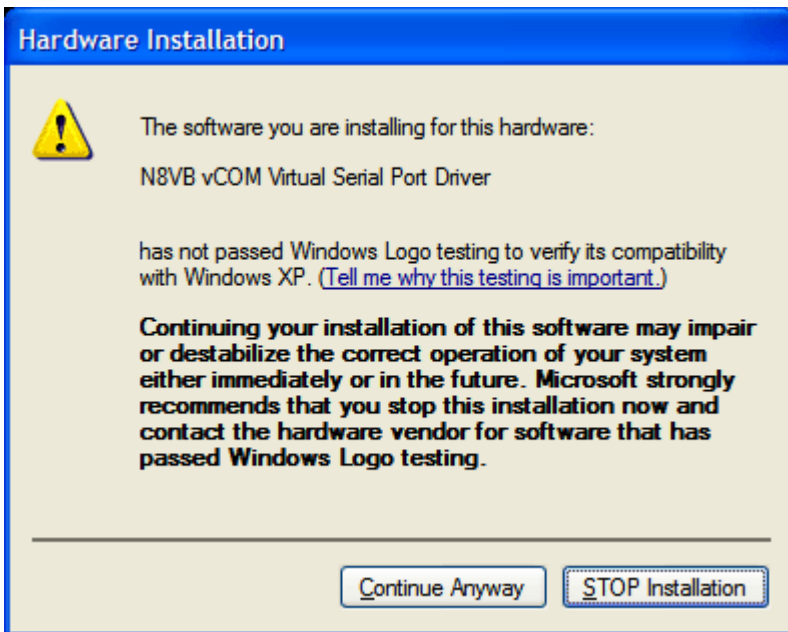 Hardware Installation
The software you are installing for this hardware:
N8VB vCOM Virtual Serial Port Driver
has not passed Windows Logo testing to verify its compatibility
with Windows XP. (Tell me why this testing is important.)
Continuing your installation of this software may impair
or destabilize the correct operation of your system
either immediately or in the future. Microsoft strongly
recommends that you stop this installation now and
contact the hardware vendor for software that has
passed Windows Logo testing.
Continue Anyway
STOP Installation